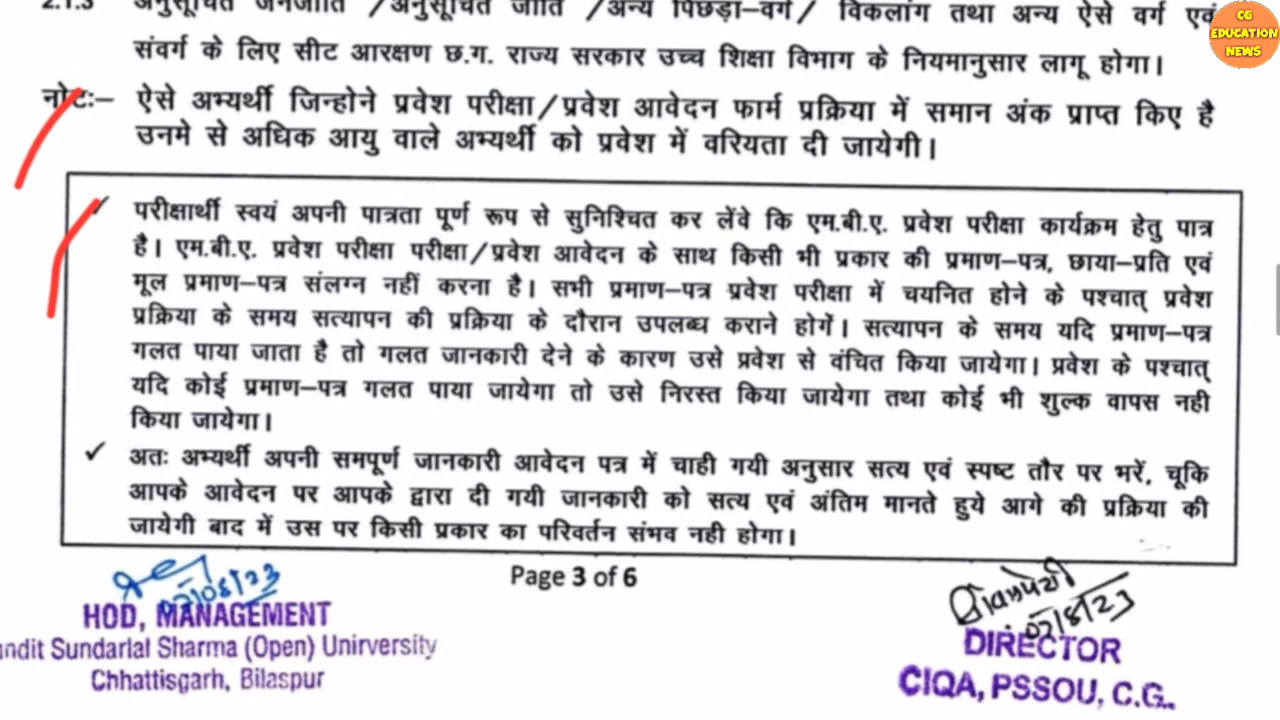 2.1.3 अनुसूचित जनजाति /अनुसूचित जाति /अन्य पिछड़ा–वर्ग/ विकलांग तथा अन्य ऐसे वर्ग एवं
संवर्ग के लिए सीट आरक्षण छ.ग. राज्य सरकार उच्च शिक्षा विभाग के नियमानुसार लागू होगा।
नोटः– ऐसे अभ्यर्थी जिन्होने प्रवेश परीक्षा/प्रवेश आवेदन फार्म प्रक्रिया में समान अंक प्राप्त किए है
उनमे से अधिक आयु वाले अभ्यर्थी को प्रवेश में वरियता दी जायेगी।
परीक्षार्थी स्वयं अपनी पात्रता पूर्ण रूप से सुनिश्चित कर लेंवे कि एम.बी.ए. प्रवेश परीक्षा कार्यक्रम हेतु पात्र
है। एम.बी.ए. प्रवेश परीक्षा परीक्षा/प्रवेश आवेदन के साथ किसी भी प्रकार की प्रमाण–पत्र, छाया–प्रति एवं
मूल प्रमाण–पत्र संलग्न नहीं करना है। सभी प्रमाण–पत्र प्रवेश परीक्षा में चयनित होने के पश्चात् प्रवेश
प्रक्रिया के समय सत्यापन की प्रक्रिया के दौरान उपलब्ध कराने होगें। सत्यापन के समय यदि प्रमाण–पत्र
गलत पाया जाता है तो गलत जानकारी देने के कारण उसे प्रवेश से वंचित किया जायेगा। प्रवेश के पश्चात्
यदि कोई प्रमाण–पत्र गलत पाया जायेगा तो उसे निरस्त किया जायेगा तथा कोई भी शुल्क वापस नही
किया जायेगा।
✓ अतः अभ्यर्थी अपनी समपूर्ण जानकारी आवेदन पत्र में चाही गयी अनुसार सत्य एवं स्पष्ट तौर पर भरें, चूकि
आपके आवेदन पर आपके द्वारा दी गयी जानकारी को सत्य एवं अंतिम मानते हुये आगे की प्रक्रिया की
जायेगी बाद में उस पर किसी प्रकार का परिवर्तन संभव नही होगा।
Page 3 of 6
HOD, MANAGEMENT
andit Sundarlal Sharma (Open) Unirversity
Chhattisgarh, Bilaspur
07/8/23
DIRECTOR
CIQA, PSSOU, C.G..
CG
EDUCATION
NEWS